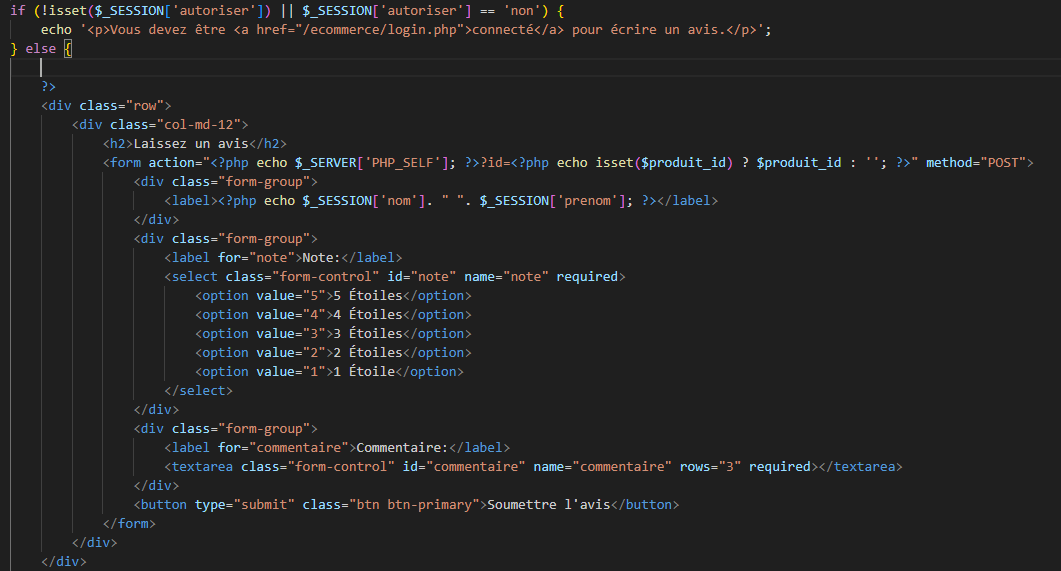 if (!isset($_SESSION['autoriser']) || $_SESSION['autoriser'] == 'non') {
    echo '<p>Vous devez être <a href="/ecommerce/login.php">connecté</a> pour écrire un avis.</p>';
} else {
    ?>
    <div class="row">
        <div class="col-md-12">
            <h2>Laissez un avis</h2>
            <form action="<?php echo $_SERVER['PHP_SELF']; ?>?id=<?php echo isset($produit_id) ? $produit_id : ''; ?>" method="POST">
                <div class="form-group">
                    <label><?php echo $_SESSION['nom']. " ". $_SESSION['prenom']; ?></label>
                </div>
                <div class="form-group">
                    <label for="note">Note:</label>
                    <select class="form-control" id="note" name="note" required>
                        <option value="5">5 Étoiles</option>
                        <option value="4">4 Étoiles</option>
                        <option value="3">3 Étoiles</option>
                        <option value="2">2 Étoiles</option>
                        <option value="1">1 Étoile</option>
                    </select>
                </div>
                <div class="form-group">
                    <label for="commentaire">Commentaire:</label>
                    <textarea class="form-control" id="commentaire" name="commentaire" rows="3" required></textarea>
                </div>
                <button type="submit" class="btn btn-primary">Soumettre l'avis</button>
            </form>
        </div>
    </div>